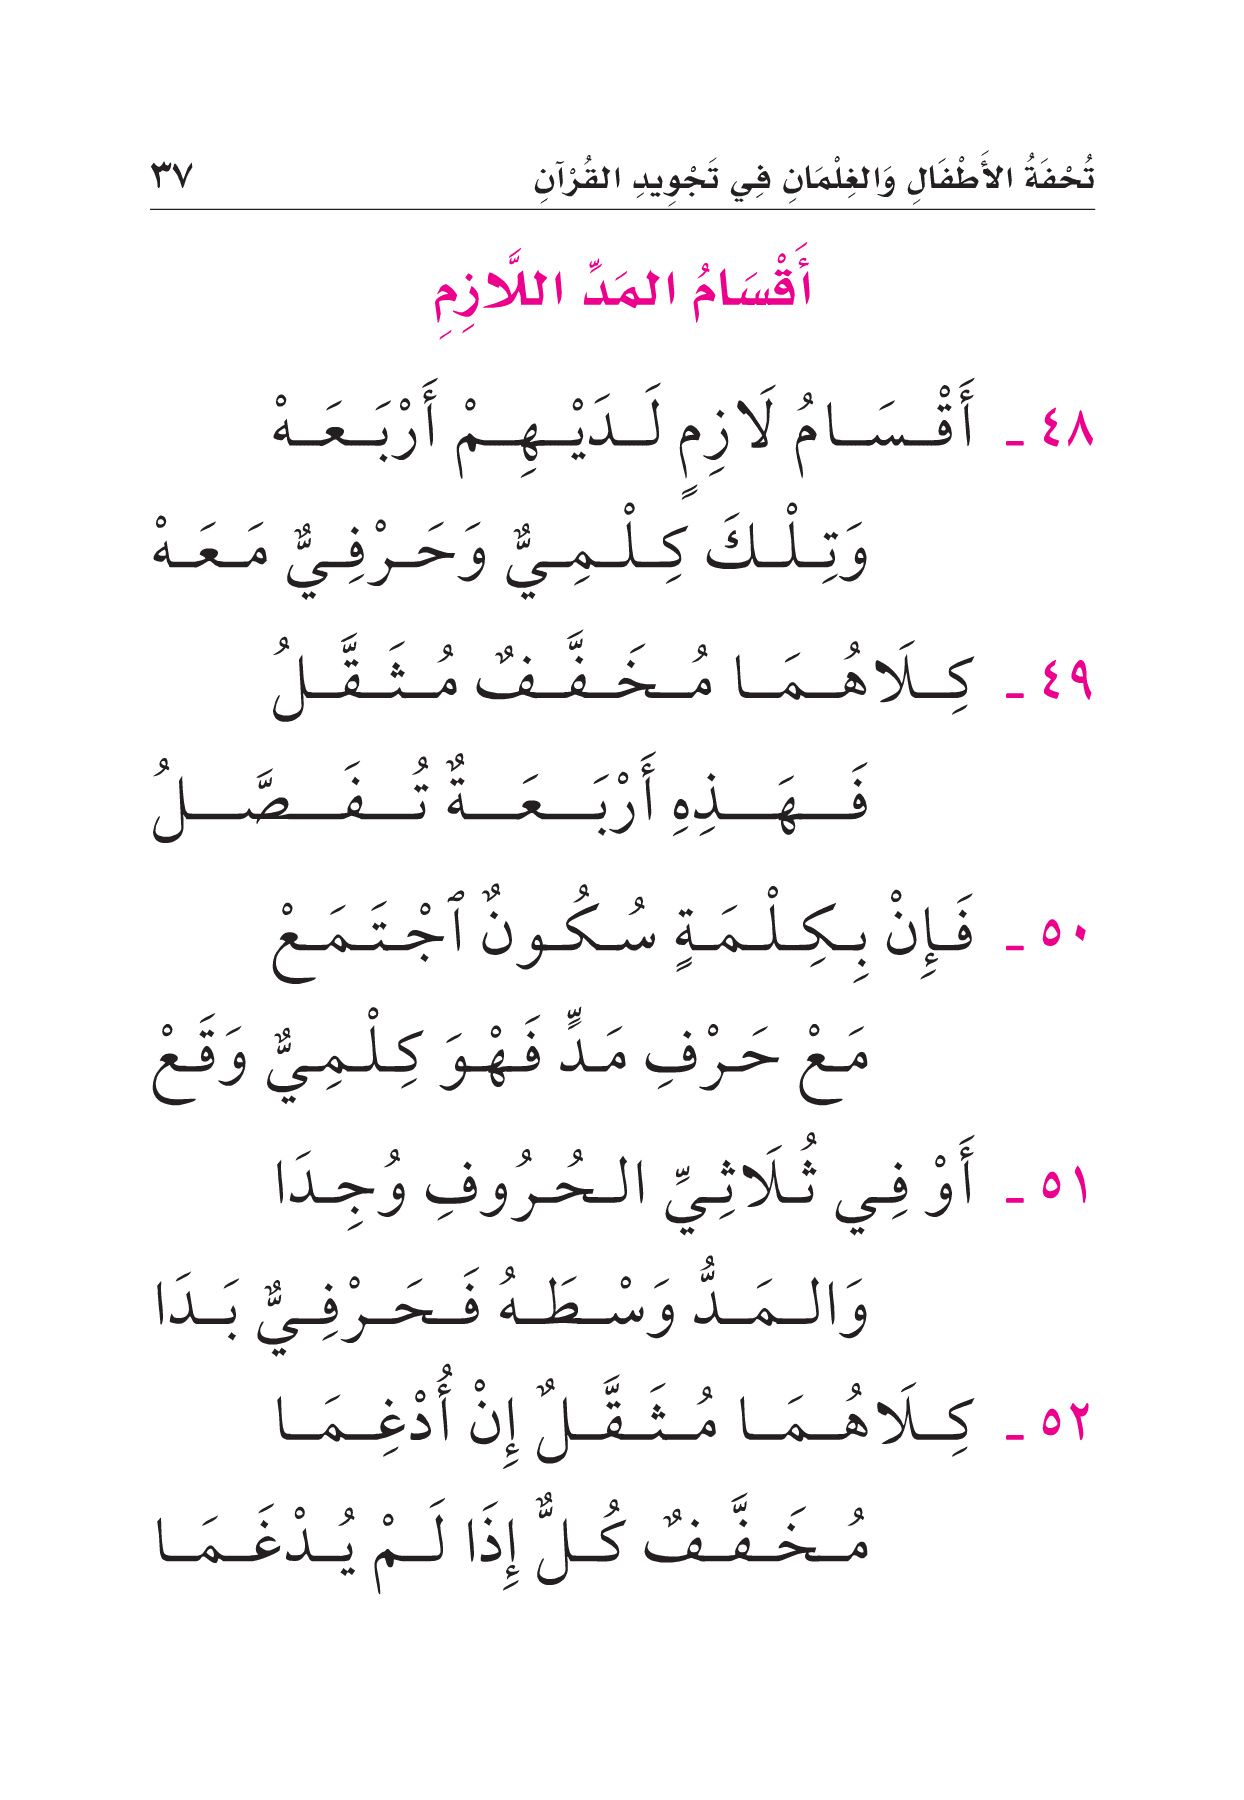 تُحْفَةُ الأَطْفَالِ وَالغِلْمَانِ فِي تَجْوِيدِ القُرْآنِ ٣٧
أَقْسَامُ المَدِّ اللَّازِمِ
٤٨ - أَقْسَامُ لَازِمٍ لَدَيْهِمْ أَرْبَعَهْ
وَتِلْكَ كِلْمِيٌّ وَحَرْفِيٌّ مَعَهْ
٤٩ - كِلَاهُمَا مُخَفَّفٌ مُثَقَّلُ
فَهَذِهِ أَرْبَعَةٌ تُفَصَّلُ
٥٠ - فَإِنْ بِكِلْمَةٍ سُكُونٌ ٱجْتَمَعْ
مَعْ حَرْفِ مَدٍّ فَهْوَ كِلْمِيٌّ وَقَعْ
٥١ - أَوْ فِي ثُلَاثِيِّ الحُرُوفِ وُجِدَا
وَالمَدُّ وَسْطَهُ فَحَرْفِيٌّ بَدَا
٥٢ - كِلَاهُمَا مُثَقَّلٌ إِنْ أُدْغِمَا
مُخَفَّفٌ كُلٌّ إِذَا لَمْ يُدْغَمَا